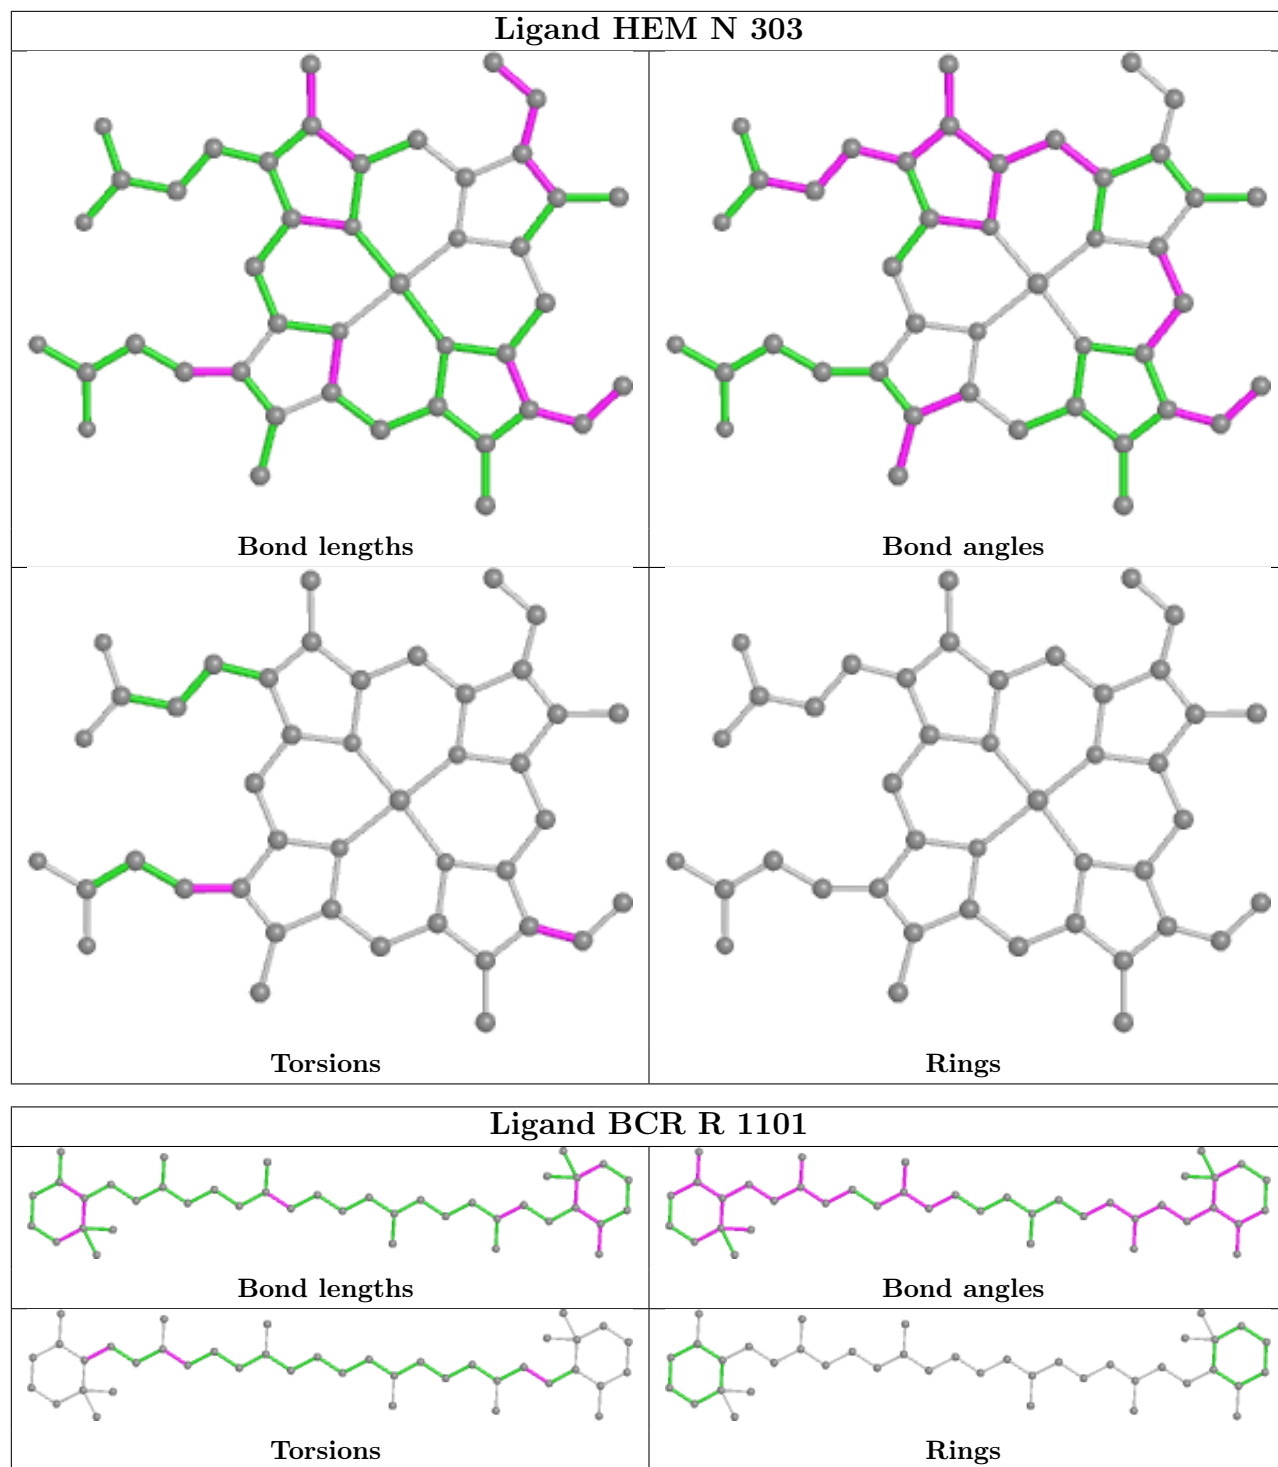 Ligand HEM N 303
Bond lengths
Bond angles
Torsions
Rings
Ligand BCR R 1101
Bond lengths
Bond angles
Torsions
Rings